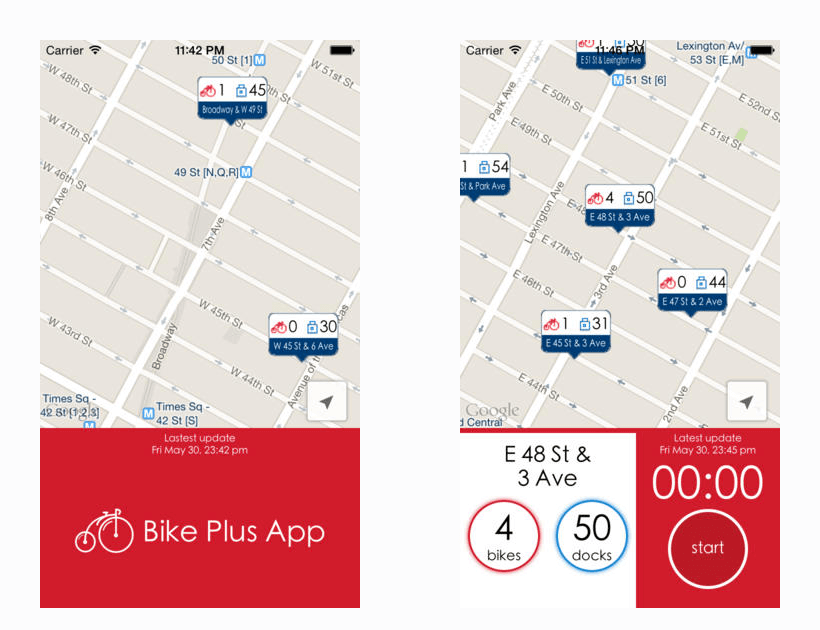 Carrier
11:42 PM
50 St [1] M
W 51st St
W 48th St
1 45
Broadway & W 49 St
W 47th St
49 St [N,Q,R] M
W 46th St
8th Ave
7th Ave
W 45th St
0 30
W 45 St & 6 Ave
W 43rd St
Broadway
W 44th St
Times Sq -
42 St [1,2,3]
M Times Sq -
42 St [S]
Lastest update
Fri May 30, 23:42 pm
Bike Plus App
Carrier
11:46 PM
Lexington Av/
53 St [E,M]
E 51 St & Lexington Ave
M 51 St [6]
Park Ave
E 50th St
E 52nd St
E 49th St
E 51st St
1 54
St & Park Ave
4 50
E 48 St & 3 Ave
Lexington Ave
E 47th St
E 46th St
3rd Ave
0 44
E 47 St & 2 Ave
1 31
E 45 St & 3 Ave
E 44th St
2nd Ave
Google
d Central
E 48 St &
3 Ave
4
bikes
50
docks
Lastest update
Fri May 30, 23:45 pm
00:00
start